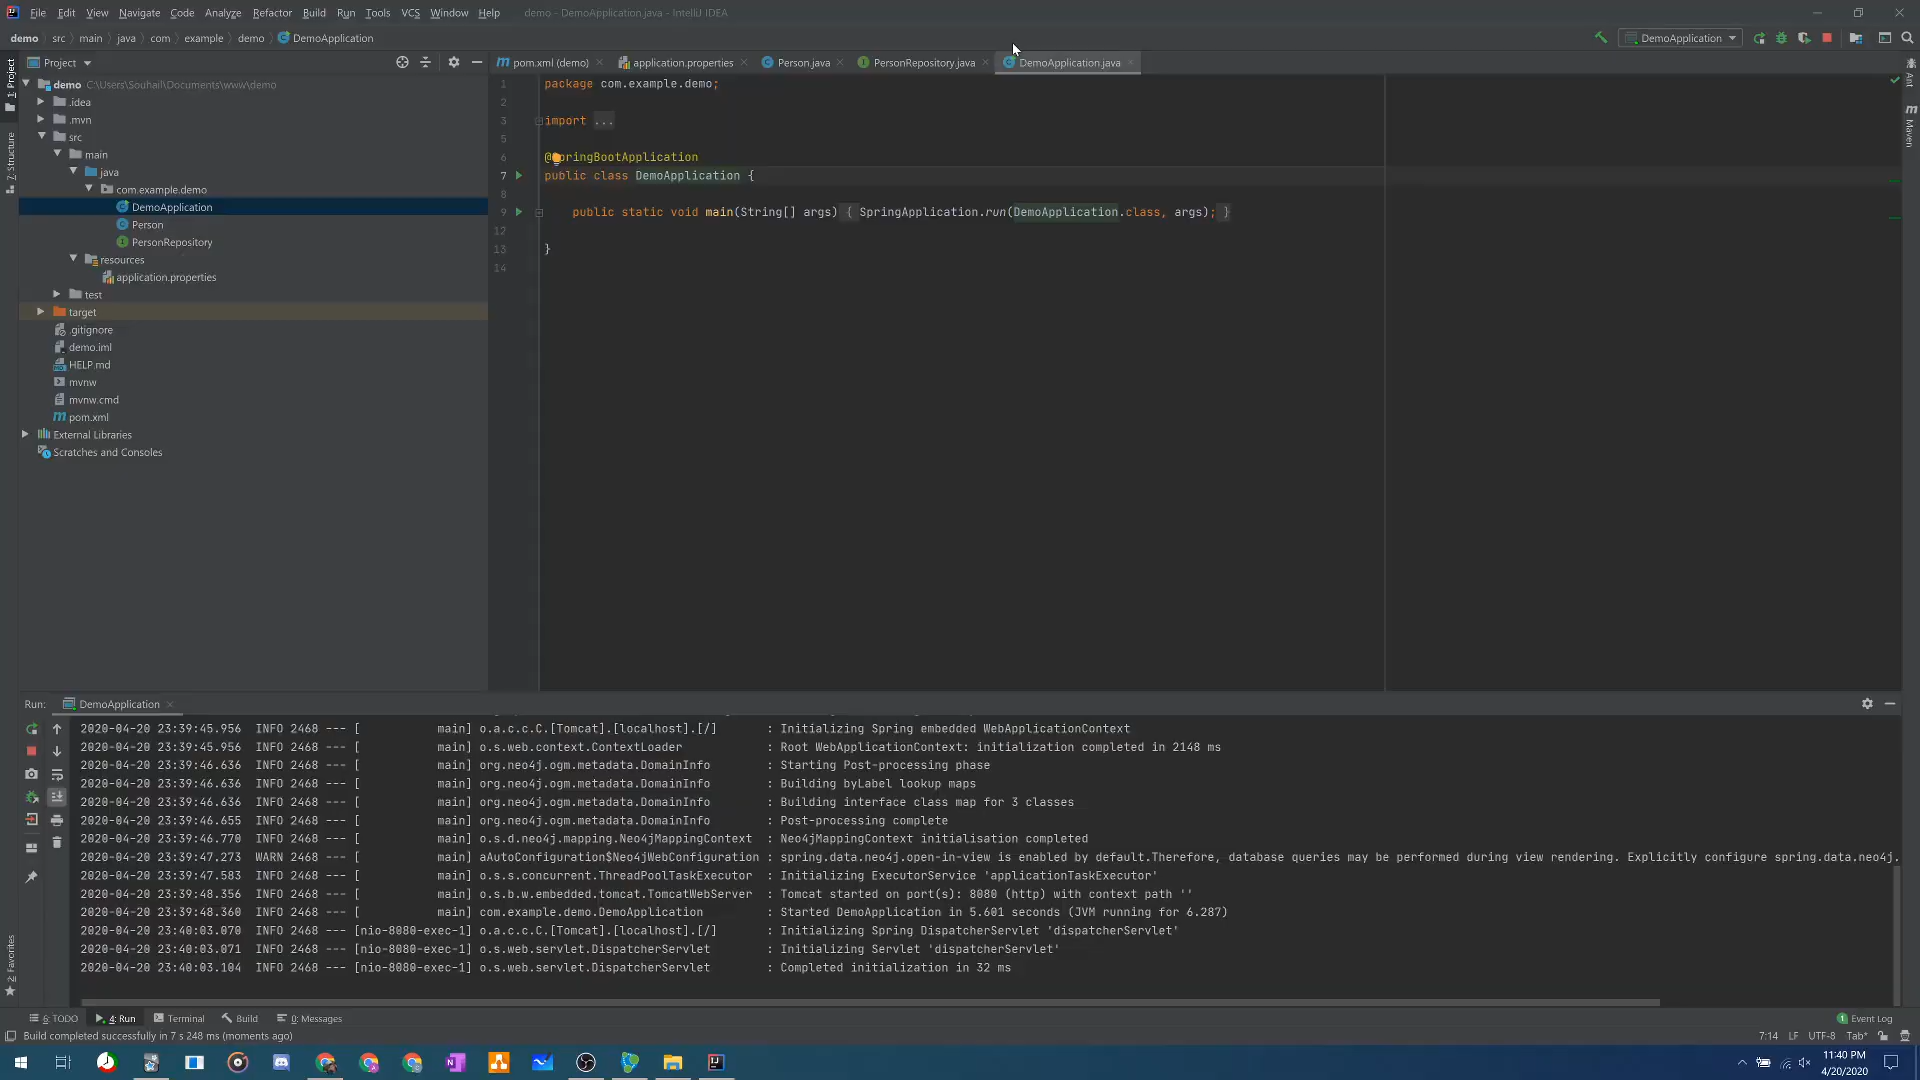 File Edit View Navigate Code Analyze Refactor Build Run Tools VCS Window Help demo - DemoApplication.java - IntelliJ IDEA
demo src main java com example demo DemoApplication DemoApplication
Project pom.xml (demo) application.properties Person.java PersonRepository.java DemoApplication.java
1: Project
7: Structure
2: Favorites
Ant
Maven
demo C:\Users\Souhail\Documents\www\demo
.idea
.mvn
src
main
java
com.example.demo
DemoApplication
Person
PersonRepository
resources
application.properties
test
target
.gitignore
demo.iml
HELP.md
mvnw
mvnw.cmd
pom.xml
External Libraries
Scratches and Consoles
1 package com.example.demo;
2
3 import ...
5
6 @SpringBootApplication
7 public class DemoApplication {
8
9 public static void main(String[] args) { SpringApplication.run(DemoApplication.class, args); }
12
13 }
14
Run: DemoApplication
2020-04-20 23:39:45.956 INFO 2468 --- [ main] o.a.c.c.C.[Tomcat].[localhost].[/] : Initializing Spring embedded WebApplicationContext
2020-04-20 23:39:45.956 INFO 2468 --- [ main] o.s.web.context.ContextLoader : Root WebApplicationContext: initialization completed in 2148 ms
2020-04-20 23:39:46.636 INFO 2468 --- [ main] org.neo4j.ogm.metadata.DomainInfo : Starting Post-processing phase
2020-04-20 23:39:46.636 INFO 2468 --- [ main] org.neo4j.ogm.metadata.DomainInfo : Building byLabel lookup maps
2020-04-20 23:39:46.636 INFO 2468 --- [ main] org.neo4j.ogm.metadata.DomainInfo : Building interface class map for 3 classes
2020-04-20 23:39:46.655 INFO 2468 --- [ main] org.neo4j.ogm.metadata.DomainInfo : Post-processing complete
2020-04-20 23:39:46.770 INFO 2468 --- [ main] o.s.d.neo4j.mapping.Neo4jMappingContext : Neo4jMappingContext initialisation completed
2020-04-20 23:39:47.273 WARN 2468 --- [ main] aAutoConfiguration$Neo4jWebConfiguration : spring.data.neo4j.open-in-view is enabled by default.Therefore, database queries may be performed during view rendering. Explicitly configure spring.data.neo4j.
2020-04-20 23:39:47.583 INFO 2468 --- [ main] o.s.s.concurrent.ThreadPoolTaskExecutor : Initializing ExecutorService 'applicationTaskExecutor'
2020-04-20 23:39:48.356 INFO 2468 --- [ main] o.s.b.w.embedded.tomcat.TomcatWebServer : Tomcat started on port(s): 8080 (http) with context path ''
2020-04-20 23:39:48.360 INFO 2468 --- [ main] com.example.demo.DemoApplication : Started DemoApplication in 5.601 seconds (JVM running for 6.287)
2020-04-20 23:40:03.070 INFO 2468 --- [nio-8080-exec-1] o.a.c.c.C.[Tomcat].[localhost].[/] : Initializing Spring DispatcherServlet 'dispatcherServlet'
2020-04-20 23:40:03.071 INFO 2468 --- [nio-8080-exec-1] o.s.web.servlet.DispatcherServlet : Initializing Servlet 'dispatcherServlet'
2020-04-20 23:40:03.104 INFO 2468 --- [nio-8080-exec-1] o.s.web.servlet.DispatcherServlet : Completed initialization in 32 ms
6: TODO 4: Run Terminal Build 0: Messages 1 Event Log
Build completed successfully in 7 s 248 ms (moments ago) 7:14 LF UTF-8 Tab*
11:40 PM
4/20/2020